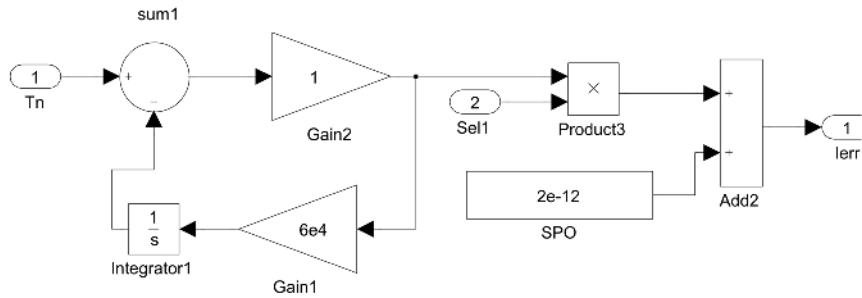 sum1
1
Tn
+
−
1
Gain2
2
Sel1
×
Product3
+
+
Add2
1
Ierr
2e-12
SPO
1
s
Integrator1
6e4
Gain1